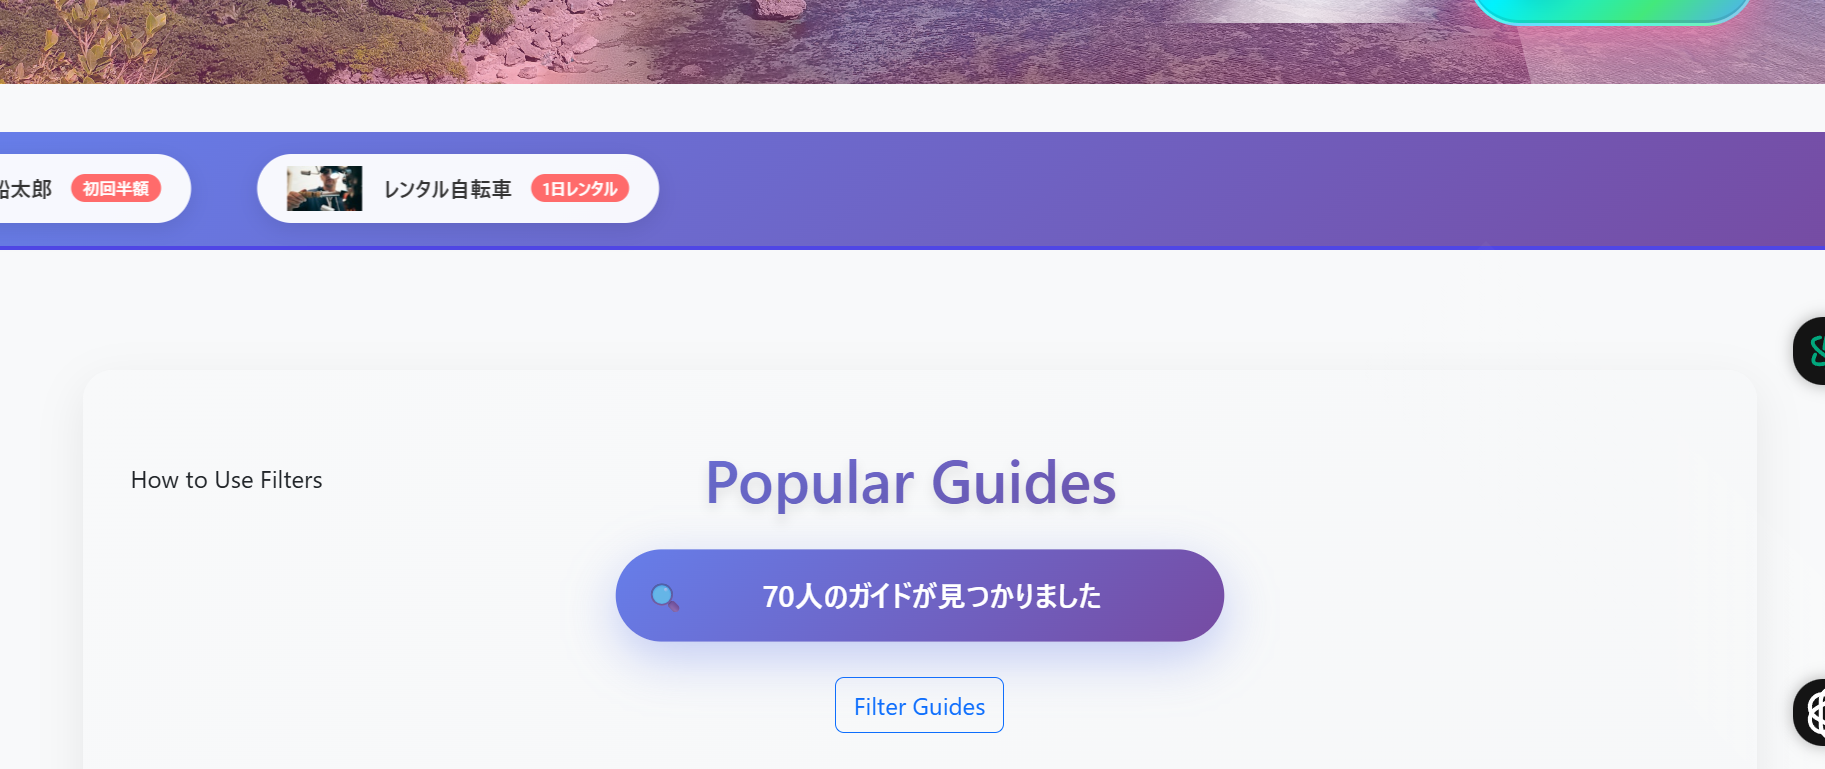 船太郎 初回半額
レンタル自転車 1日レンタル
How to Use Filters
Popular Guides
70人のガイドが見つかりました
Filter Guides